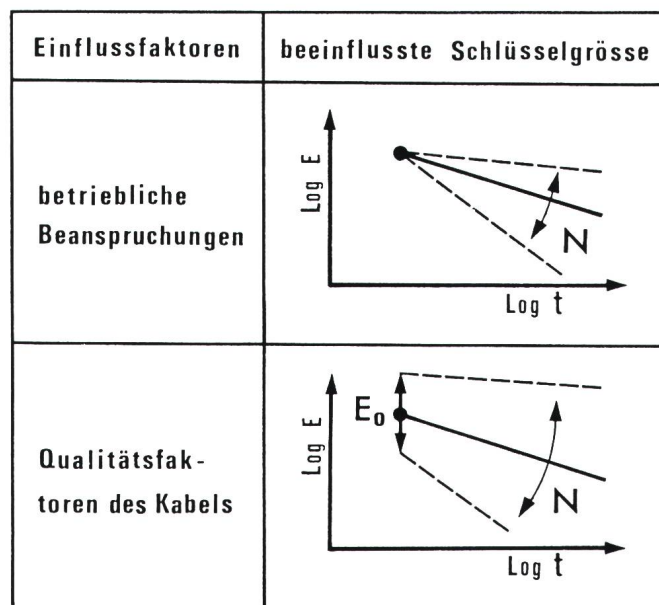 Einflussfaktoren
beeinflusste Schlüsselgrösse
betriebliche
Beanspruchungen
Log E
N
Log t
Qualitätsfak-
toren des Kabels
Log E
E₀
N
Log t